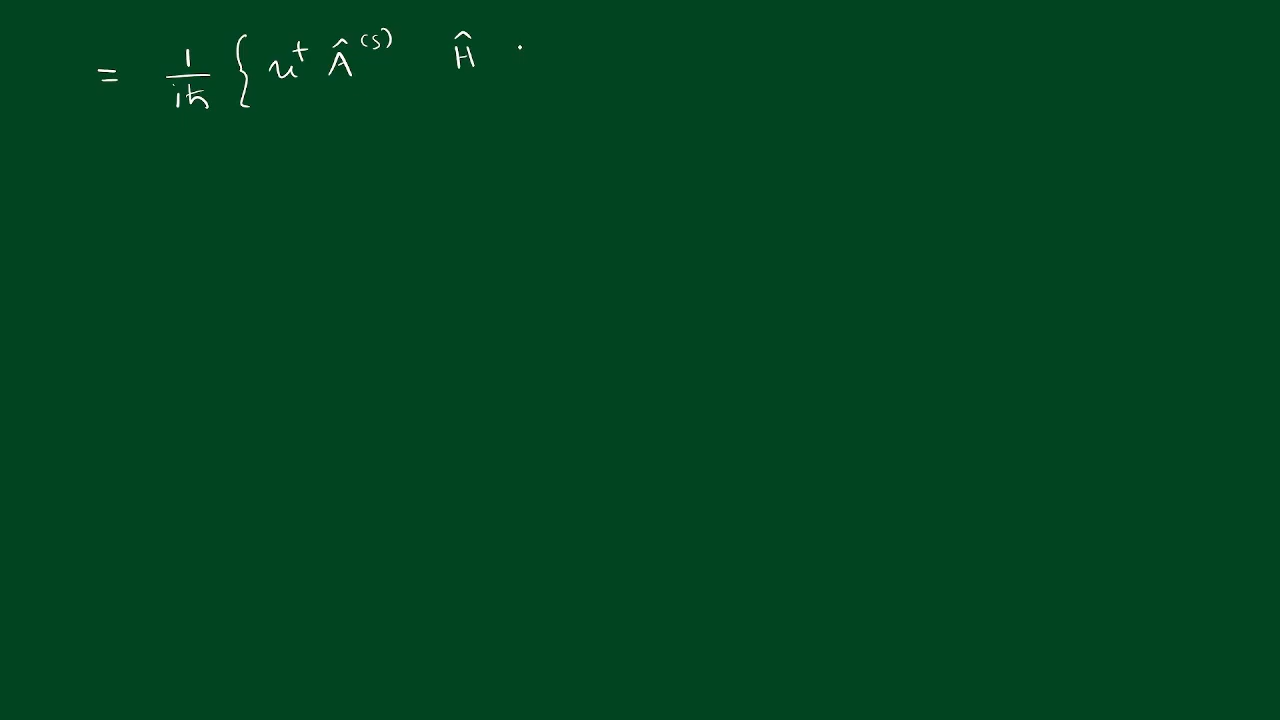 = 1/iħ { u† Â^(S) Ĥ ·